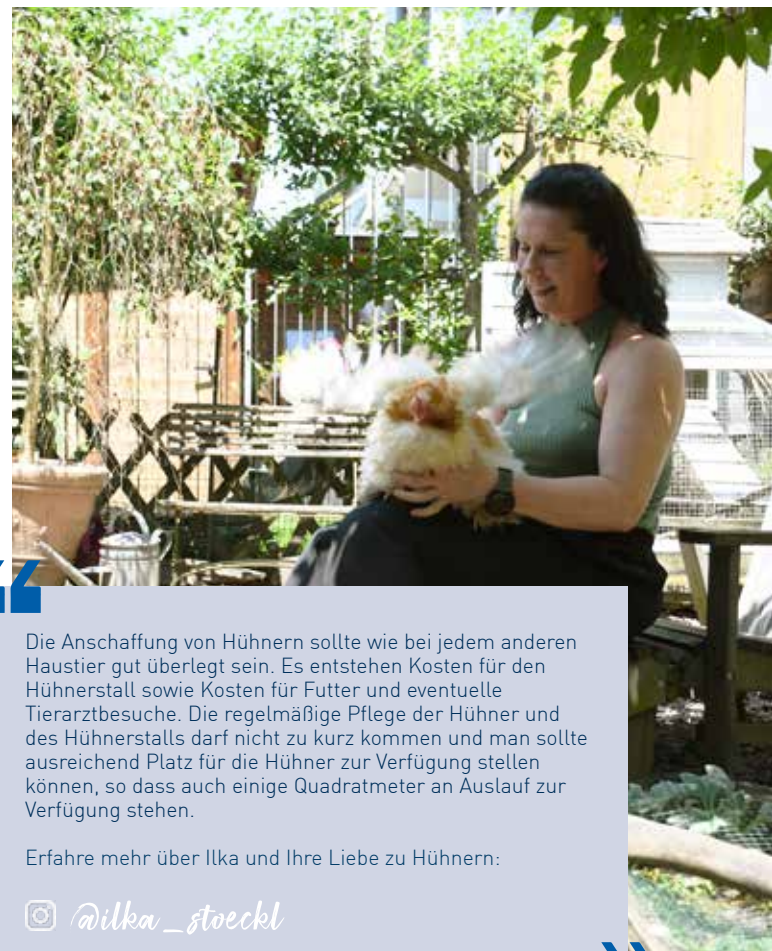 Die Anschaffung von Hühnern sollte wie bei jedem anderen
Haustier gut überlegt sein. Es entstehen Kosten für den
Hühnerstall sowie Kosten für Futter und eventuelle
Tierarztbesuche. Die regelmäßige Pflege der Hühner und
des Hühnerstalls darf nicht zu kurz kommen und man sollte
ausreichend Platz für die Hühner zur Verfügung stellen
können, so dass auch einige Quadratmeter an Auslauf zur
Verfügung stehen.
Erfahre mehr über Ilka und Ihre Liebe zu Hühnern:
@ilka_stoeckl